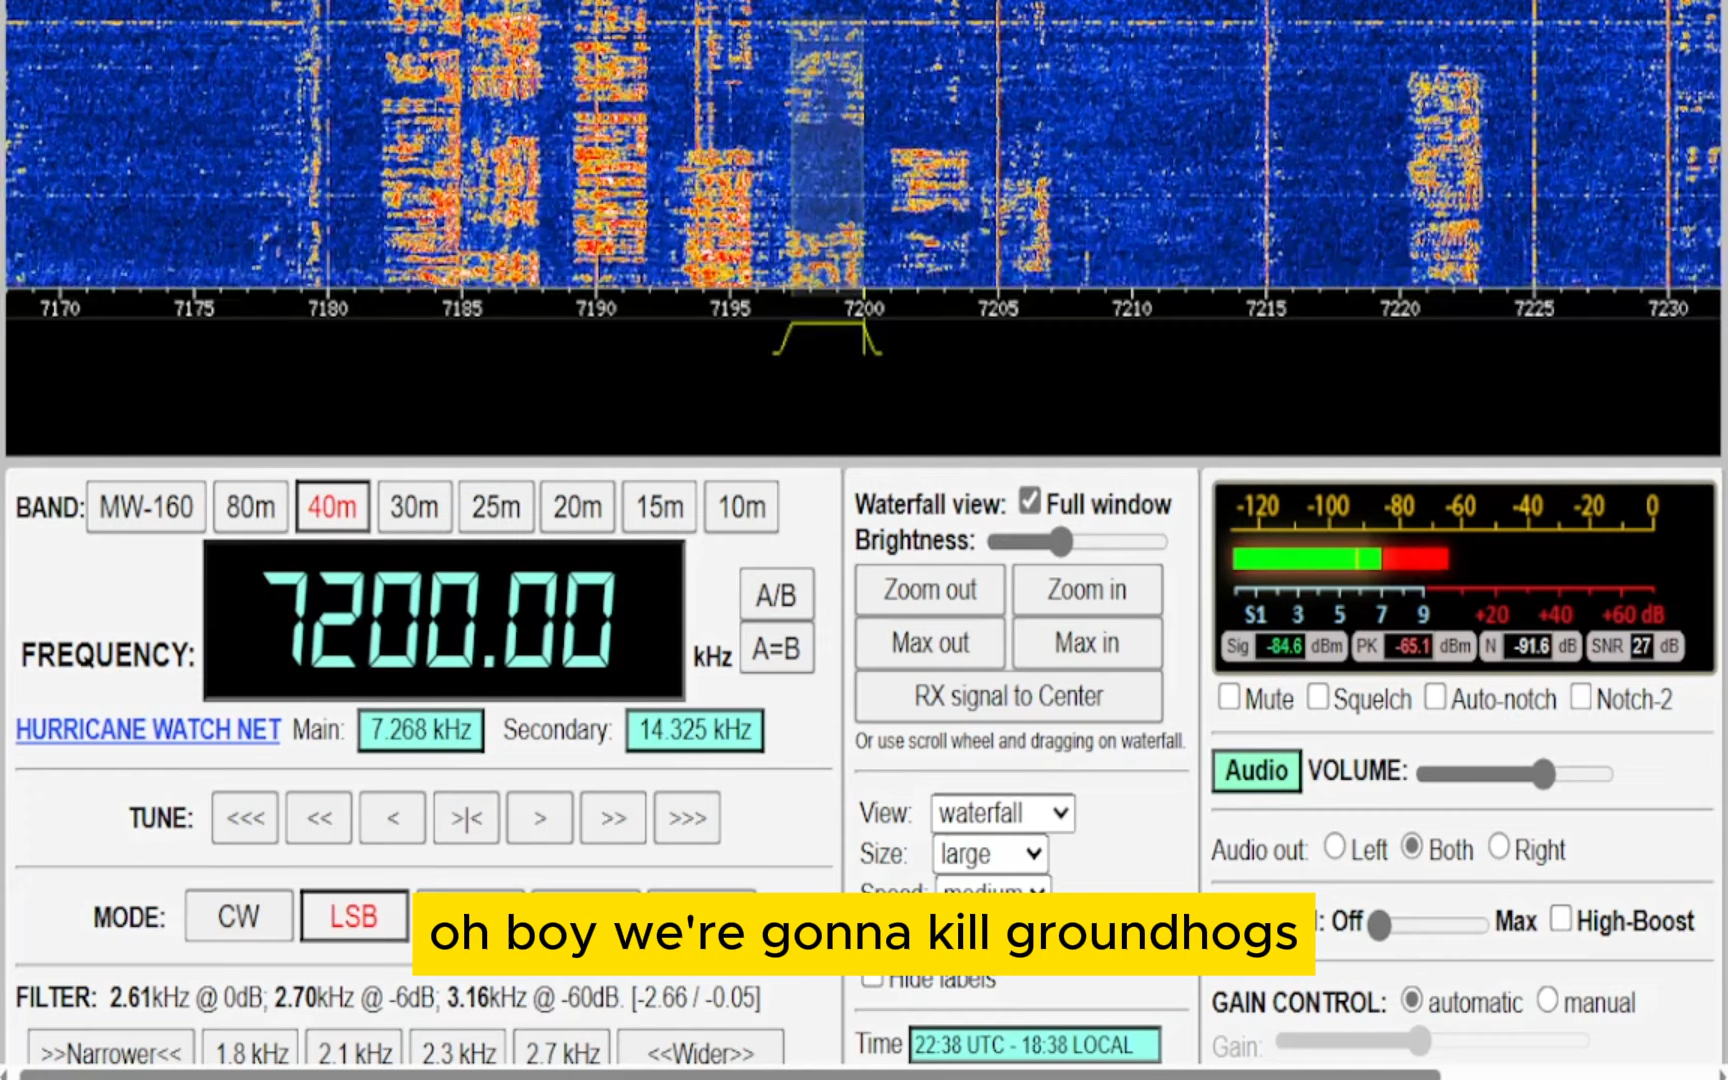 7170 7175 7180 7185 7190 7195 7200 7205 7210 7215 7220 7225 7230
BAND: MW-160 80m 40m 30m 25m 20m 15m 10m
7200.00
FREQUENCY: kHz
A/B
A=B
HURRICANE WATCH NET Main: 7.268 kHz Secondary: 14.325 kHz
TUNE: <<< << < >|< > >> >>>
MODE: CW LSB
FILTER: 2.61kHz @ 0dB; 2.70kHz @ -6dB; 3.16kHz @ -60dB. [-2.66 / -0.05]
>>Narrower<< 1.8 kHz 2.1 kHz 2.3 kHz 2.7 kHz <<Wider>>
Waterfall view: Full window
Brightness:
Zoom out Zoom in
Max out Max in
RX signal to Center
Or use scroll wheel and dragging on waterfall.
View: waterfall
Size: large
Speed: medium
oh boy we're gonna kill groundhogs
Hide labels
Time 22:38 UTC - 18:38 LOCAL
-120 -100 -80 -60 -40 -20 0
S1 3 5 7 9 +20 +40 +60 dB
Sig -84.6 dBm PK -65.1 dBm N -91.6 dB SNR 27 dB
Mute Squelch Auto-notch Notch-2
Audio VOLUME:
Audio out: Left Both Right
: Off Max High-Boost
GAIN CONTROL: automatic manual
Gain: